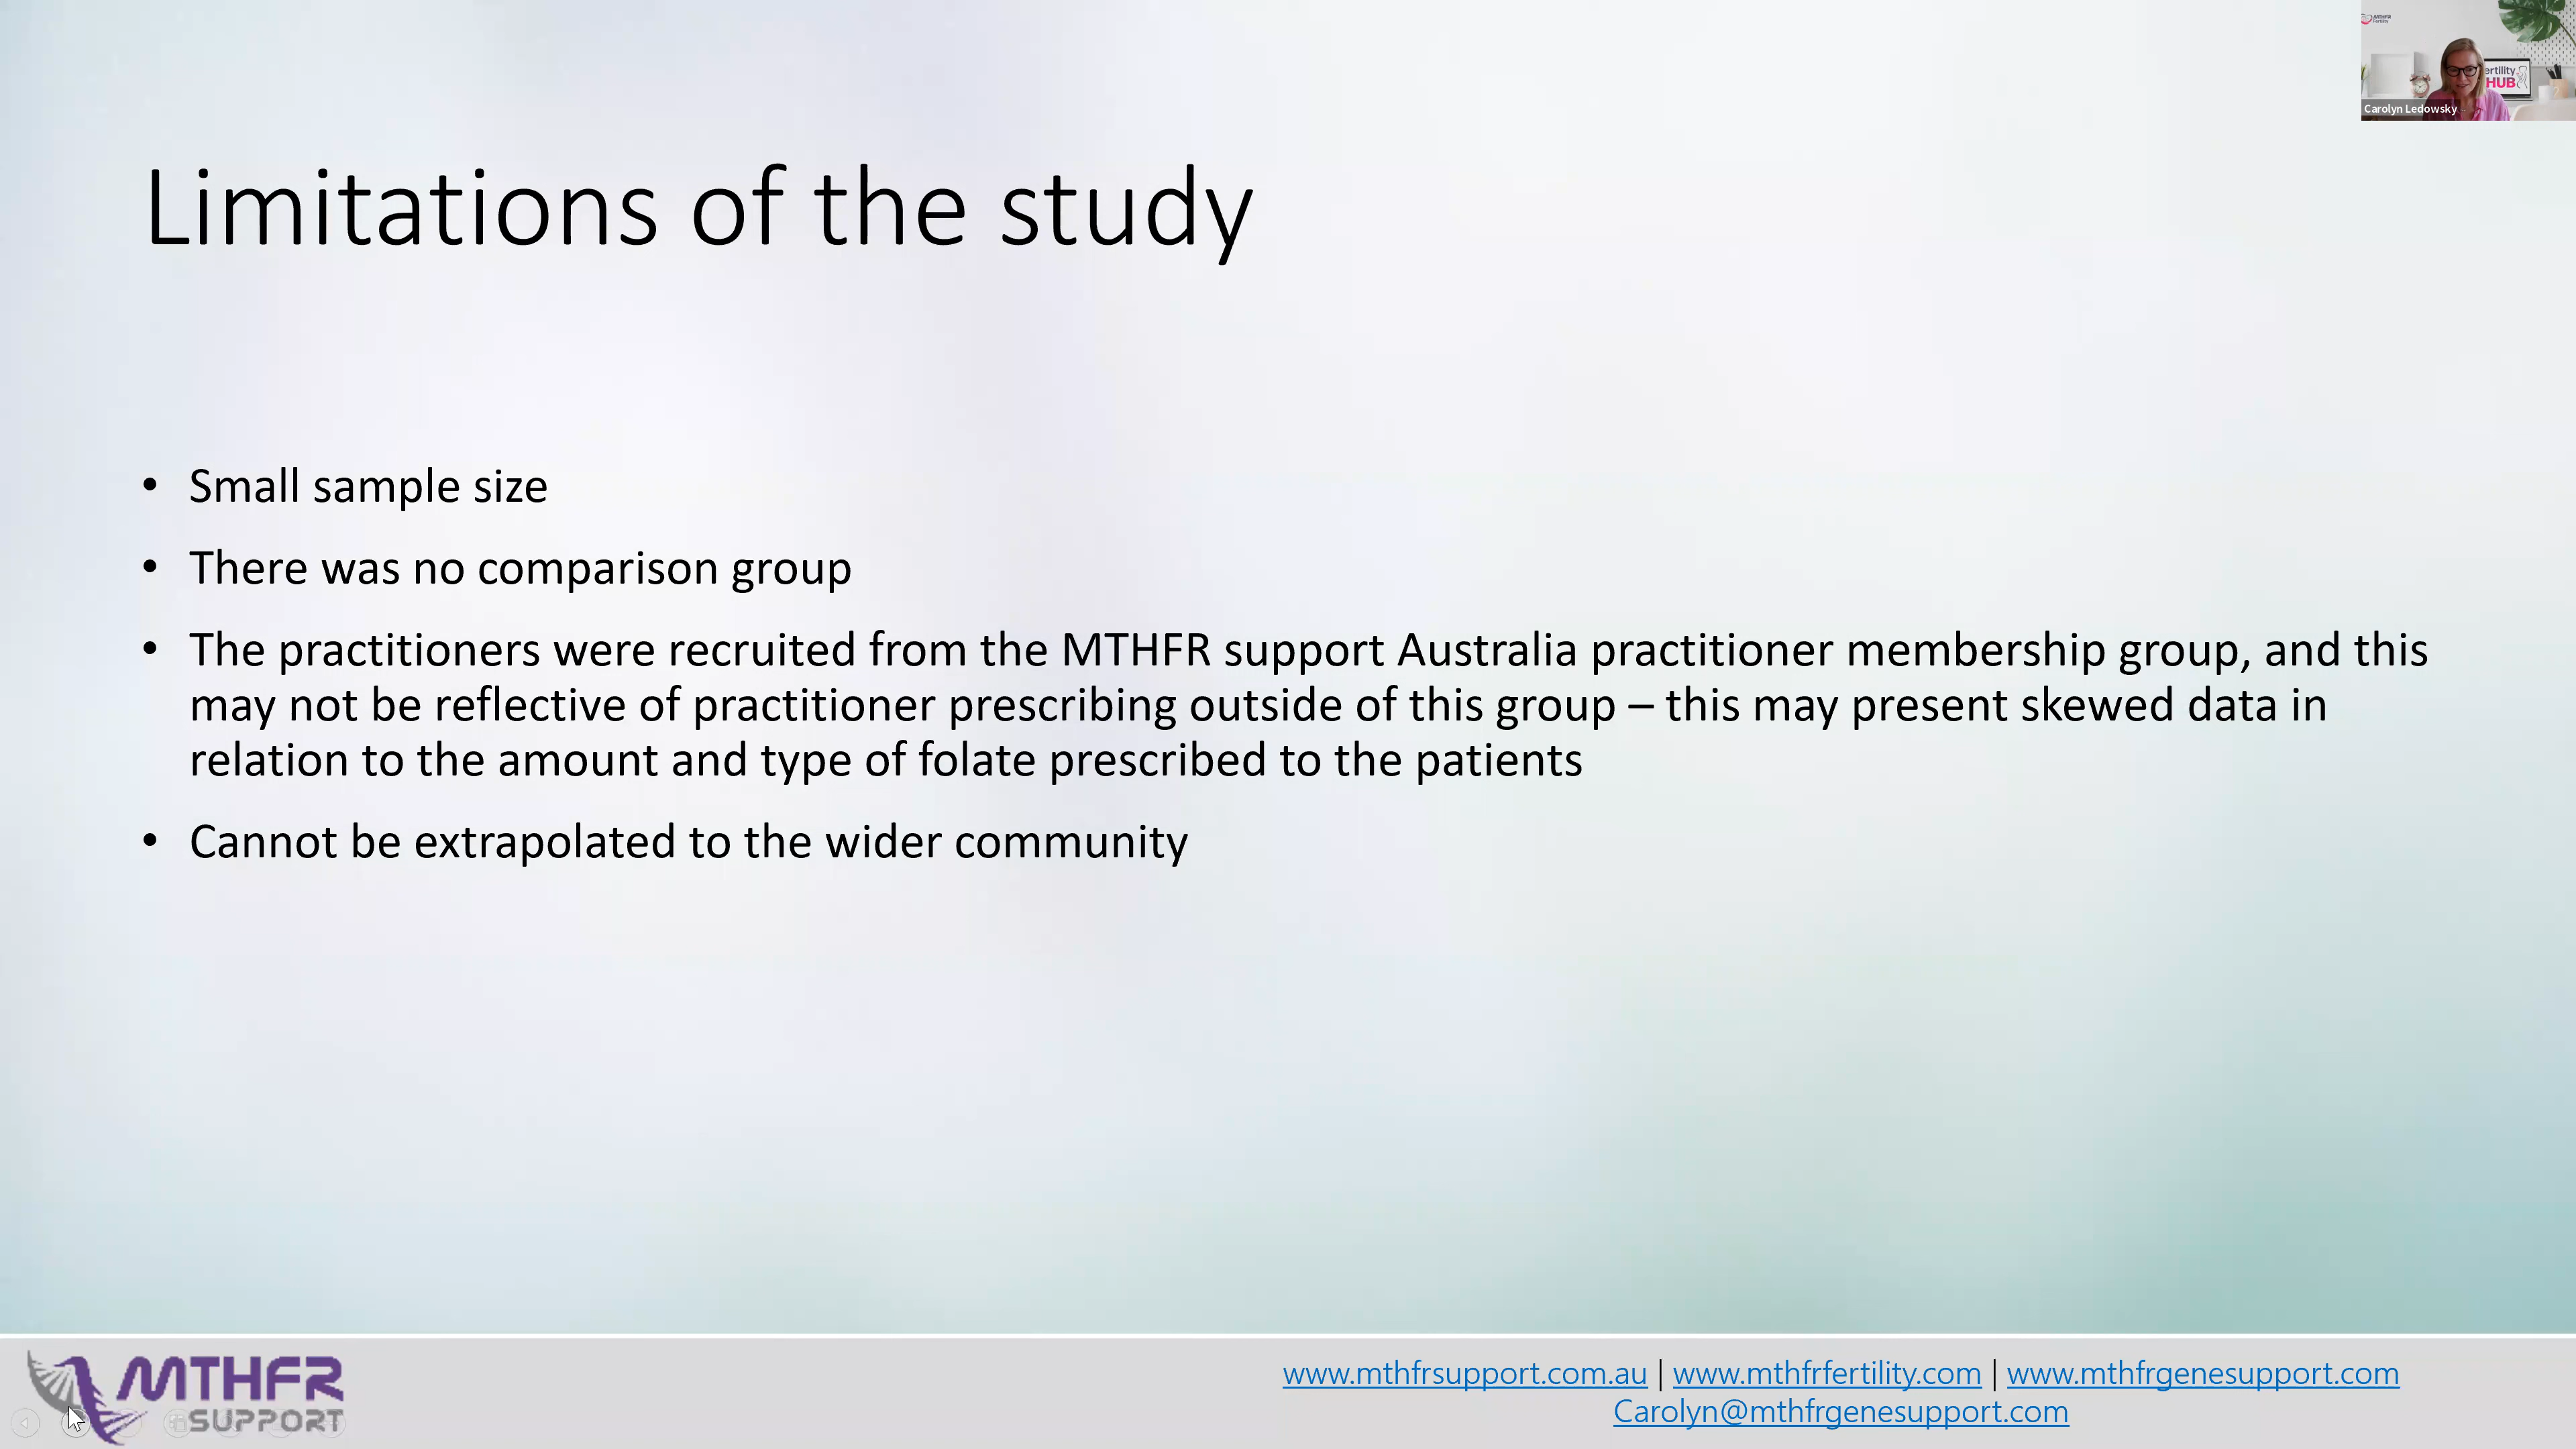 MTHFR
Fertility
ertility
HUB
Carolyn Ledowsky
Limitations of the study
• Small sample size
• There was no comparison group
• The practitioners were recruited from the MTHFR support Australia practitioner membership group, and this
may not be reflective of practitioner prescribing outside of this group – this may present skewed data in
relation to the amount and type of folate prescribed to the patients
• Cannot be extrapolated to the wider community
MTHFR
SUPPORT
www.mthfrsupport.com.au | www.mthfrfertility.com | www.mthfrgenesupport.com
Carolyn@mthfrgenesupport.com